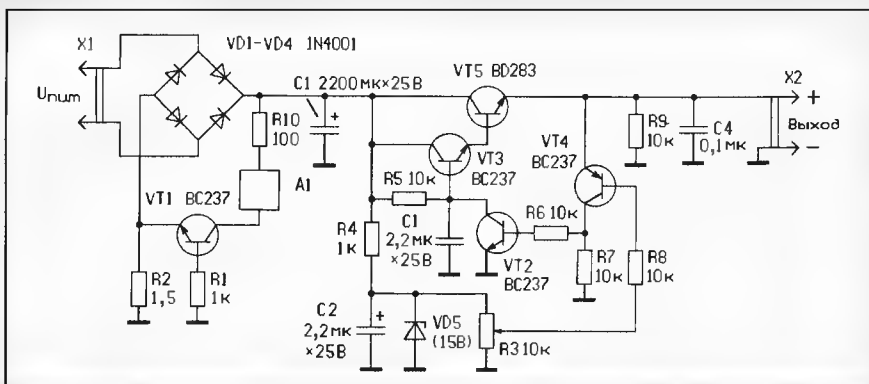 X1
Uпит
VD1-VD4 1N4001
C1 2200мк×25В
R10
100
A1
VT1
BC237
R2
1,5
R1
1к
VT5 BD283
VT3
BC237
R5 10к
R4
1к
C1
2,2мк
×25В
VT2
BC237
R6 10к
R7
10к
VT4
BC237
R8
10к
R9
10к
C4
0,1мк
X2
+
Выход
−
C2
2,2мк
×25В
+
VD5
(15В)
R3 10к
+